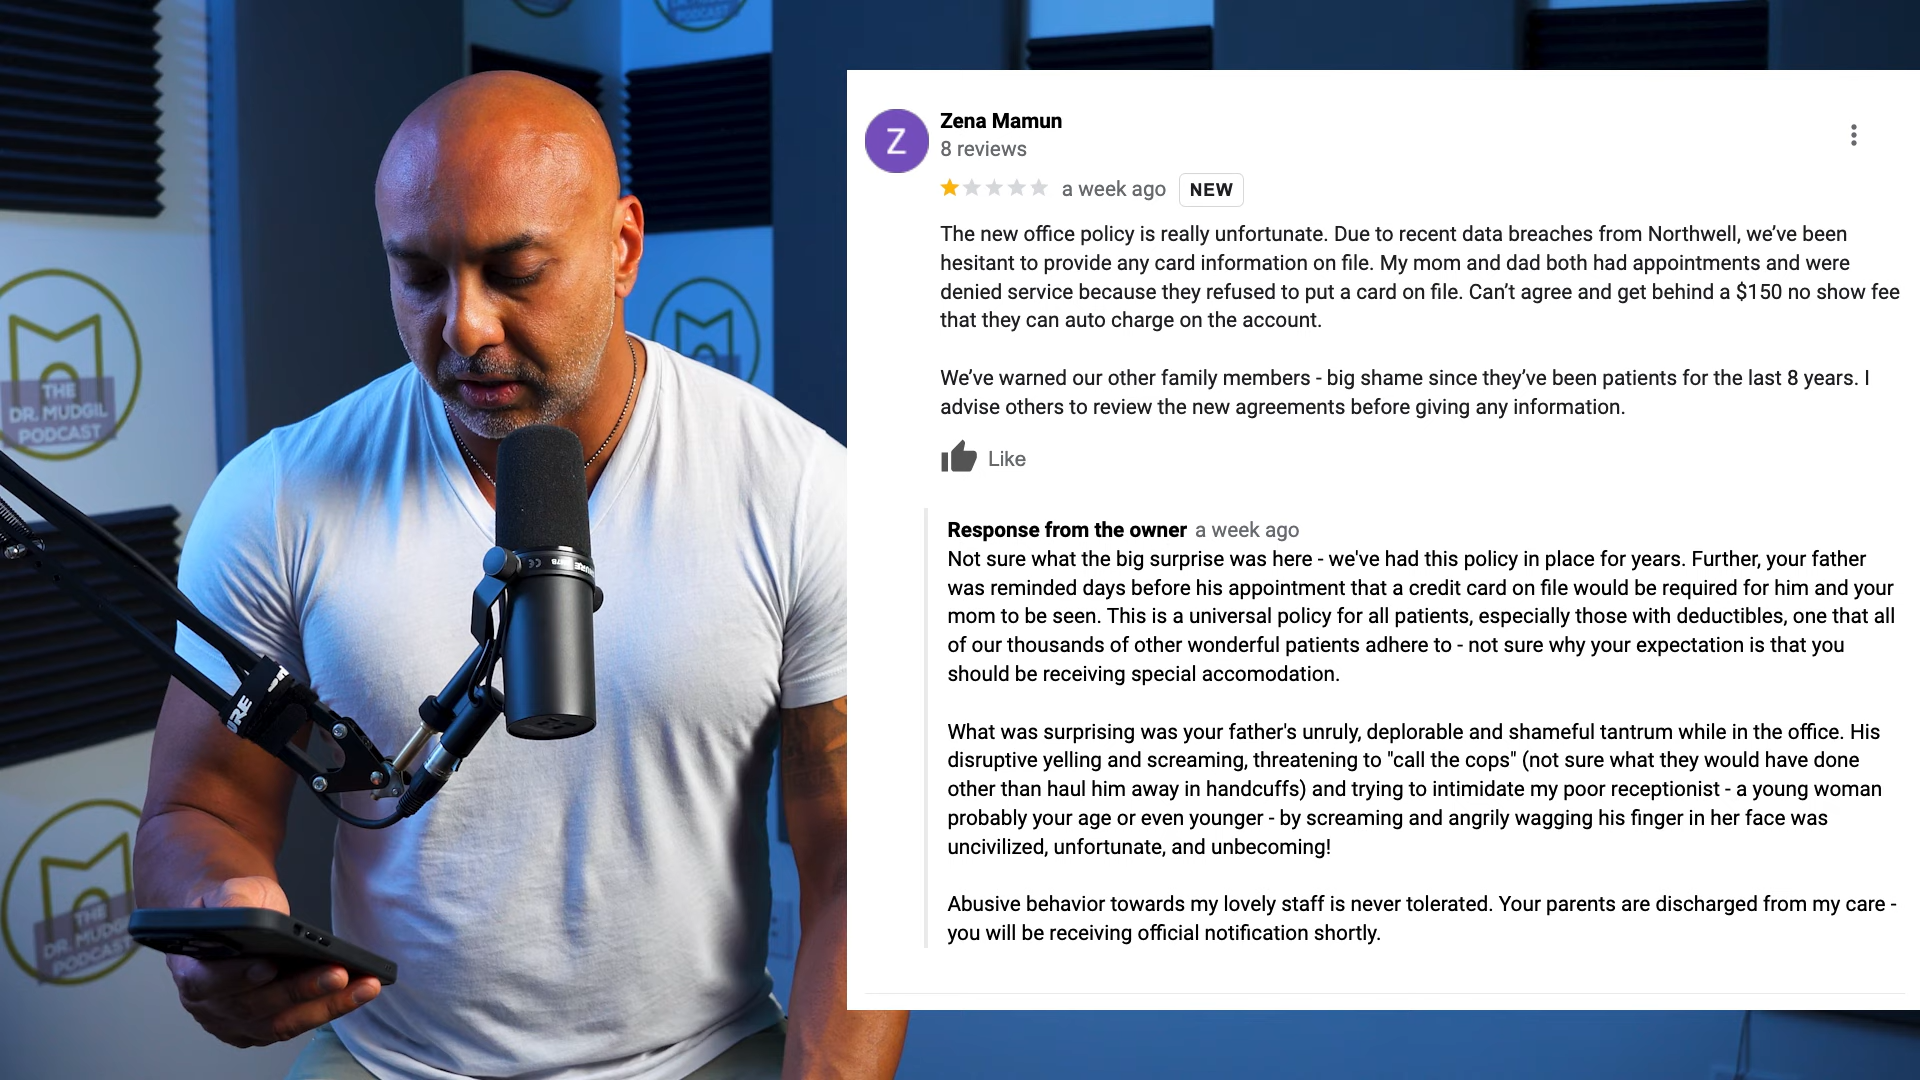 THE
DR. MUDGIL
PODCAST
THE
DR. MUDGIL
PODCAST
SHURE
Z
Zena Mamun
8 reviews
a week ago NEW
The new office policy is really unfortunate. Due to recent data breaches from Northwell, we’ve been
hesitant to provide any card information on file. My mom and dad both had appointments and were
denied service because they refused to put a card on file. Can’t agree and get behind a $150 no show fee
that they can auto charge on the account.
We’ve warned our other family members - big shame since they’ve been patients for the last 8 years. I
advise others to review the new agreements before giving any information.
Like
Response from the owner a week ago
Not sure what the big surprise was here - we've had this policy in place for years. Further, your father
was reminded days before his appointment that a credit card on file would be required for him and your
mom to be seen. This is a universal policy for all patients, especially those with deductibles, one that all
of our thousands of other wonderful patients adhere to - not sure why your expectation is that you
should be receiving special accomodation.
What was surprising was your father's unruly, deplorable and shameful tantrum while in the office. His
disruptive yelling and screaming, threatening to "call the cops" (not sure what they would have done
other than haul him away in handcuffs) and trying to intimidate my poor receptionist - a young woman
probably your age or even younger - by screaming and angrily wagging his finger in her face was
uncivilized, unfortunate, and unbecoming!
Abusive behavior towards my lovely staff is never tolerated. Your parents are discharged from my care -
you will be receiving official notification shortly.